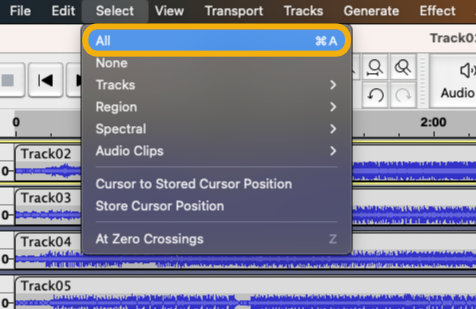 File Edit Select View Transport Tracks Generate Effect
All ⌘A
None
Tracks
Region
Spectral
Audio Clips
Cursor to Stored Cursor Position
Store Cursor Position
At Zero Crossings Z
Audio
0 2:00
Track02
0-
Track03
0-
Track04
0-
Track05
0-